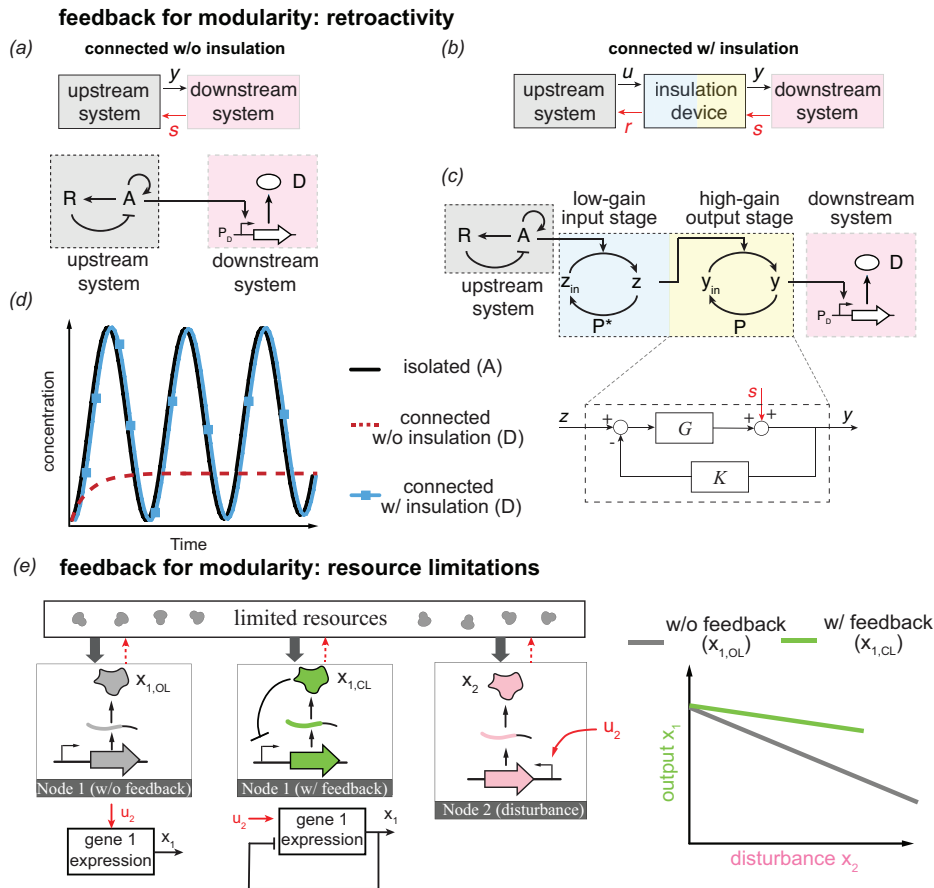 feedback for modularity: retroactivity
(a)
connected w/o insulation
upstream
system
y
s
downstream
system
R
A
D
P_D
upstream
system
downstream
system
(b)
connected w/ insulation
upstream
system
u
r
insulation
device
y
s
downstream
system
(c)
low-gain
input stage
high-gain
output stage
downstream
system
R
A
upstream
system
z_in
z
P*
y_in
y
P
D
P_D
z
+
-
G
s
+
+
y
K
(d)
concentration
Time
isolated (A)
connected
w/o insulation (D)
connected
w/ insulation (D)
(e)
feedback for modularity: resource limitations
limited resources
x_1,OL
Node 1 (w/o feedback)
u_2
gene 1
expression
x_1
x_1,CL
Node 1 (w/ feedback)
u_2
gene 1
expression
x_1
x_2
u_2
Node 2 (disturbance)
w/o feedback
(x_1,OL)
w/ feedback
(x_1,CL)
output x_1
disturbance x_2